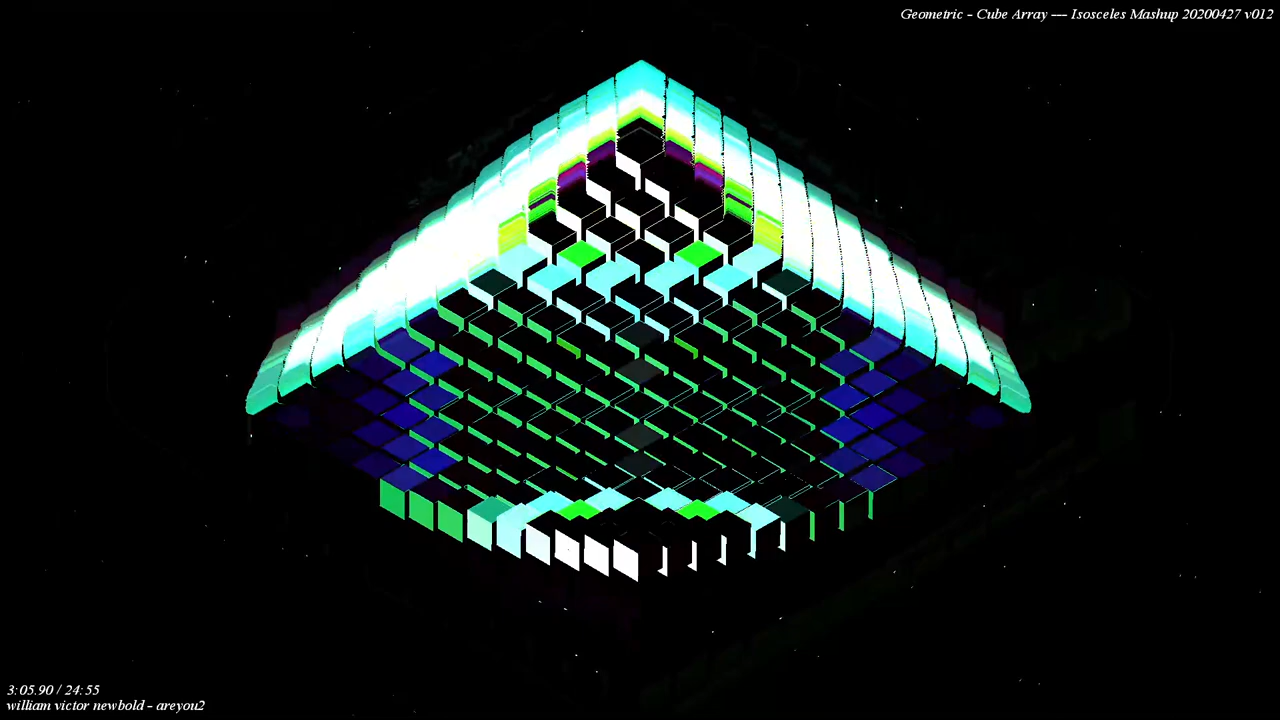 Geometric - Cube Array --- Isosceles Mashup 20200427 v012
3:05.90 / 24:55
william victor newbold - areyou2